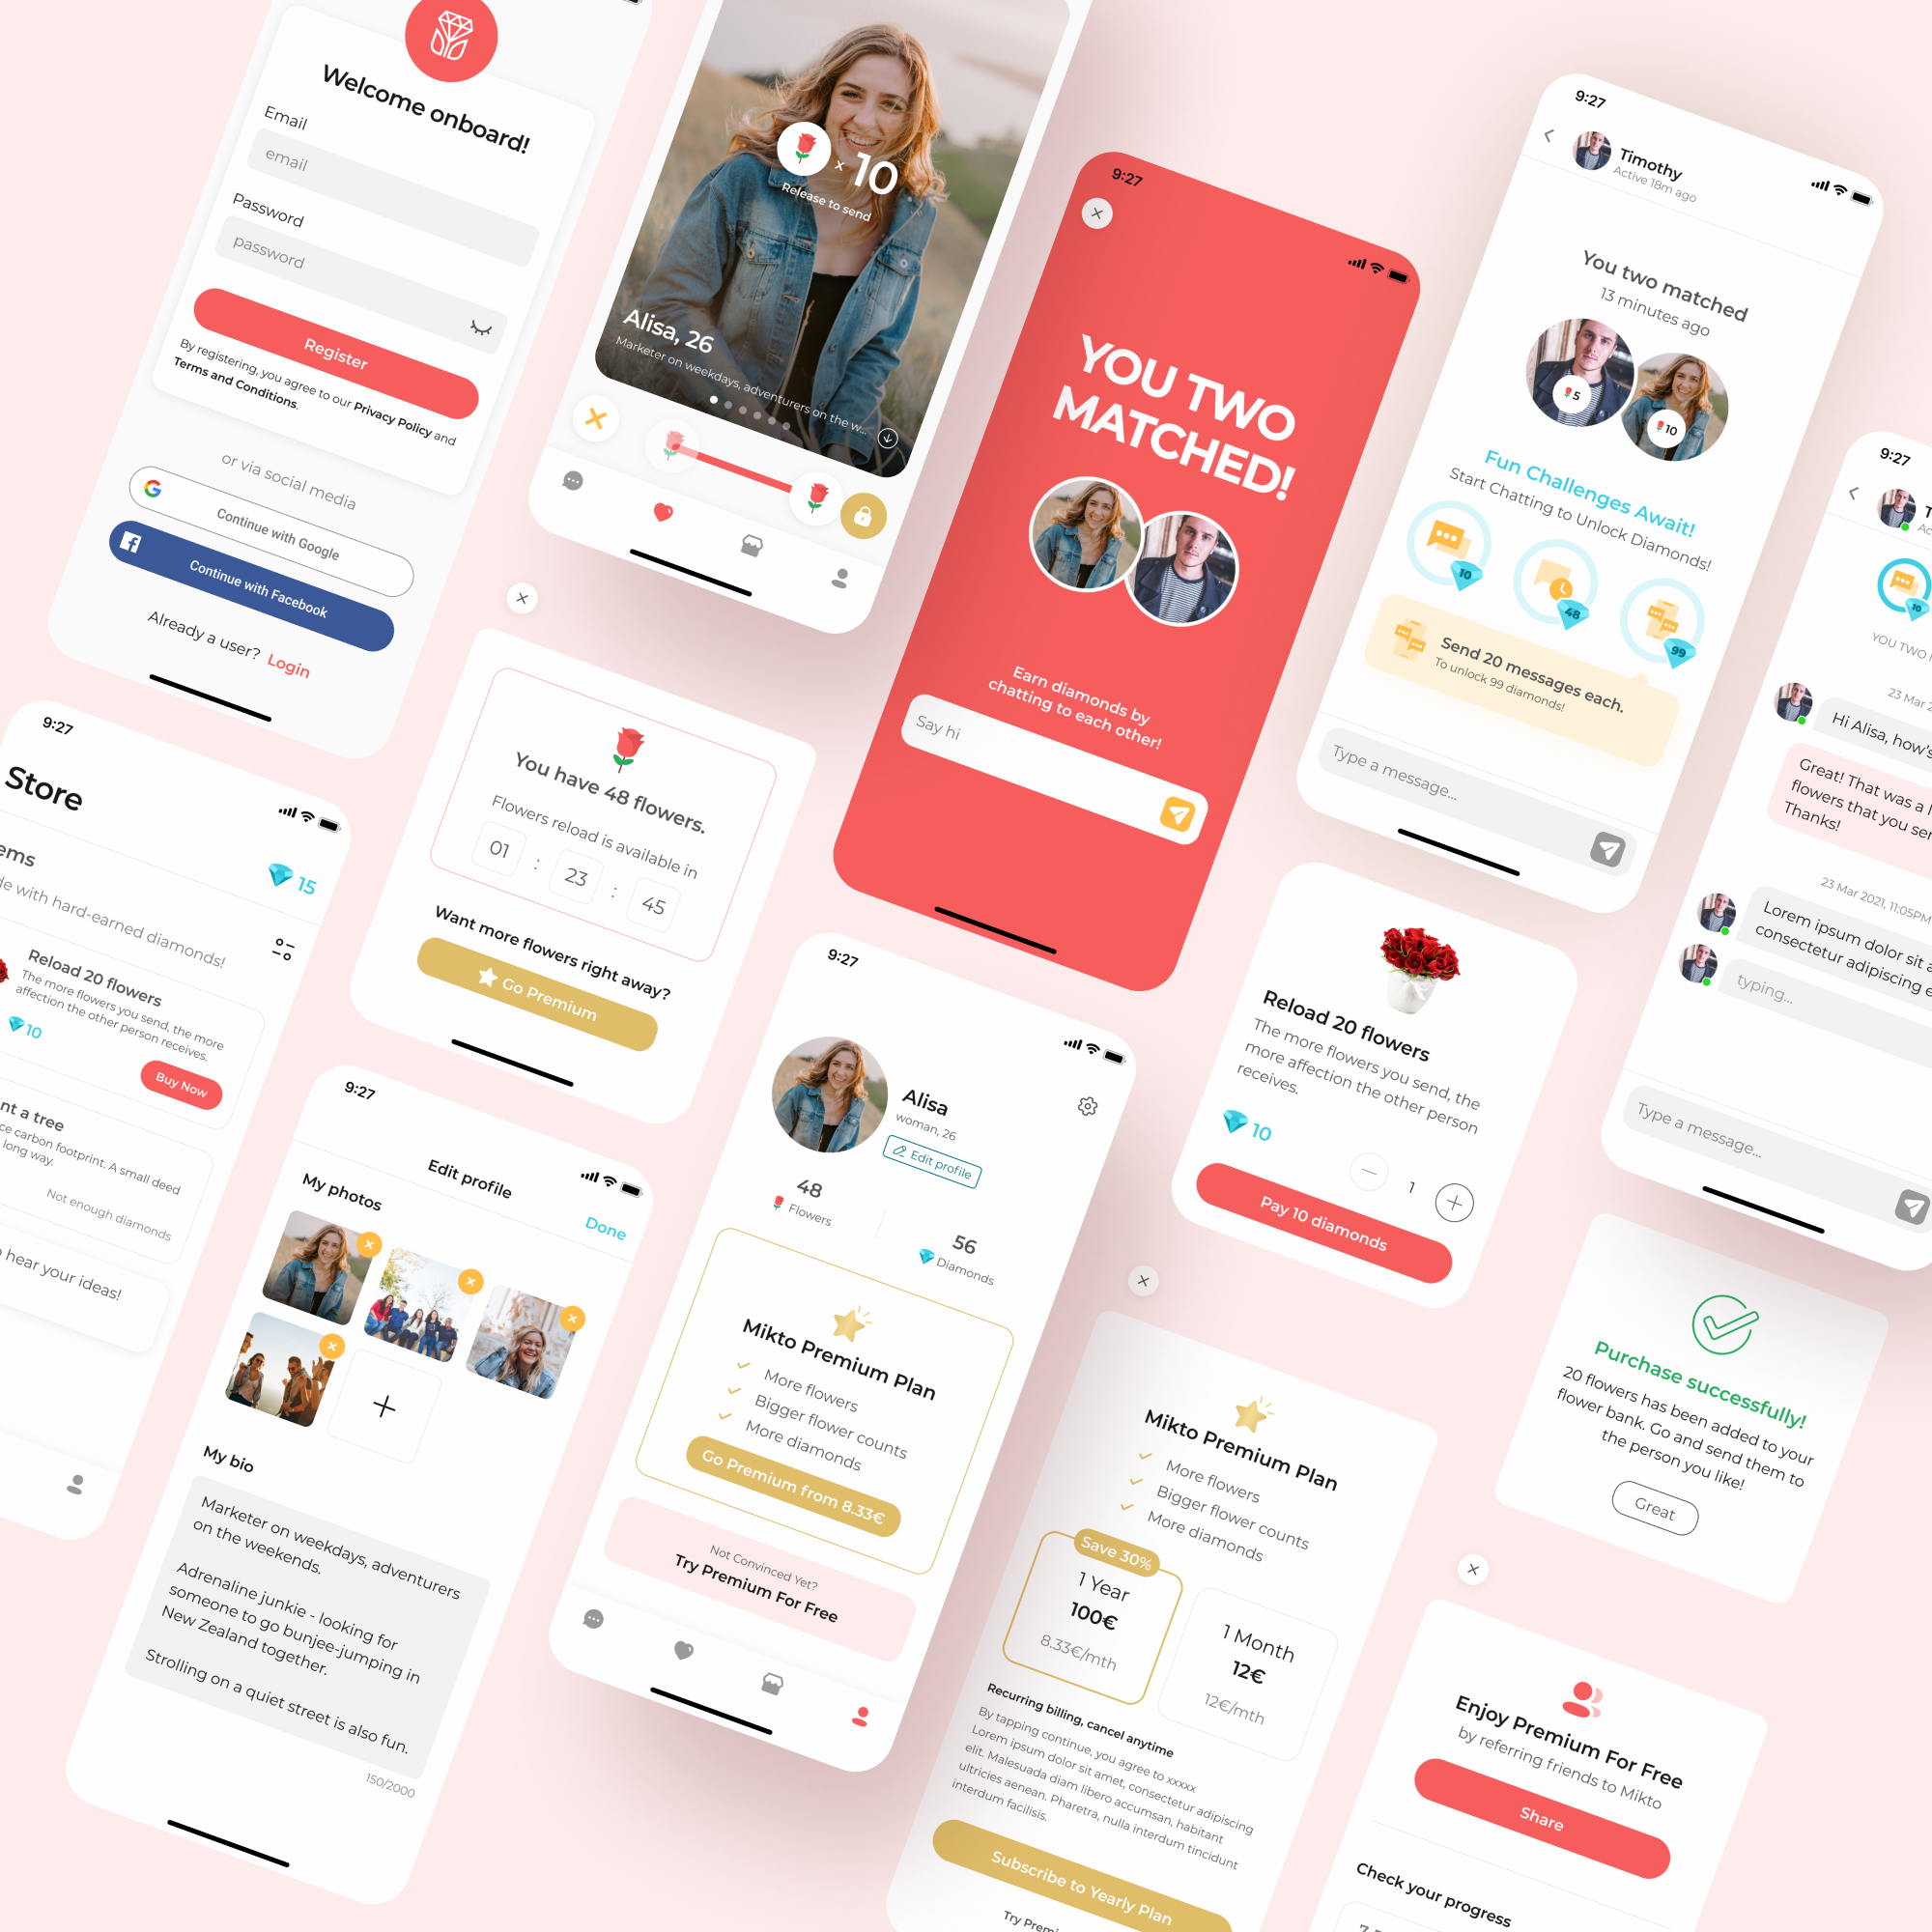 Welcome onboard!
Email
email
Password
password
Register
By registering, you agree to our Privacy Policy and
Terms and Conditions.
or via social media
Continue with Google
Continue with Facebook
Already a user? Login
× 10
Release to send
Alisa, 26
Marketer on weekdays, adventurers on the w...
9:27
YOU TWO
MATCHED!
Earn diamonds by
chatting to each other!
Say hi
9:27
Timothy
Active 18m ago
You two matched
13 minutes ago
5
10
Fun Challenges Await!
Start Chatting to Unlock Diamonds!
10
48
99
Send 20 messages each.
To unlock 99 diamonds!
Type a message...
9:27
10
YOU TWO
23 Mar
Hi Alisa, how's
Great! That was a
flowers that you
Thanks!
23 Mar 2021, 11:05PM
Lorem ipsum dolor sit
consectetur adipiscing
typing...
Type a message...
9:27
Store
15
de with hard-earned diamonds!
Reload 20 flowers
The more flowers you send, the more
affection the other person receives.
10
Buy Now
nt a tree
ce carbon footprint. A small deed
long way.
Not enough diamonds
hear your ideas!
You have 48 flowers.
Flowers reload is available in
01 : 23 : 45
Want more flowers right away?
Go Premium
9:27
Edit profile
Done
My photos
My bio
Marketer on weekdays, adventurers
on the weekends.
Adrenaline junkie - looking for
someone to go bunjee-jumping in
New Zealand together.
Strolling on a quiet street is also fun.
150/2000
9:27
Alisa
woman, 26
Edit profile
48
Flowers
56
Diamonds
Mikto Premium Plan
More flowers
Bigger flower counts
More diamonds
Go Premium from 8.33€
Not Convinced Yet?
Try Premium For Free
Reload 20 flowers
The more flowers you send, the
more affection the other person
receives.
10
1
Pay 10 diamonds
Mikto Premium Plan
More flowers
Bigger flower counts
More diamonds
Save 30%
1 Year
100€
8.33€/mth
1 Month
12€
12€/mth
Recurring billing, cancel anytime
By tapping continue, you agree to xxxxx
Lorem ipsum dolor sit amet, consectetur adipiscing
elit. Malesuada diam libero accumsan, habitant
ultricies aenean. Pharetra, nulla interdum tincidunt
interdum facilisis.
Subscribe to Yearly Plan
Try Premi
Purchase successfully!
20 flowers has been added to your
flower bank. Go and send them to
the person you like!
Great
Enjoy Premium For Free
by referring friends to Mikto
Share
Check your progress